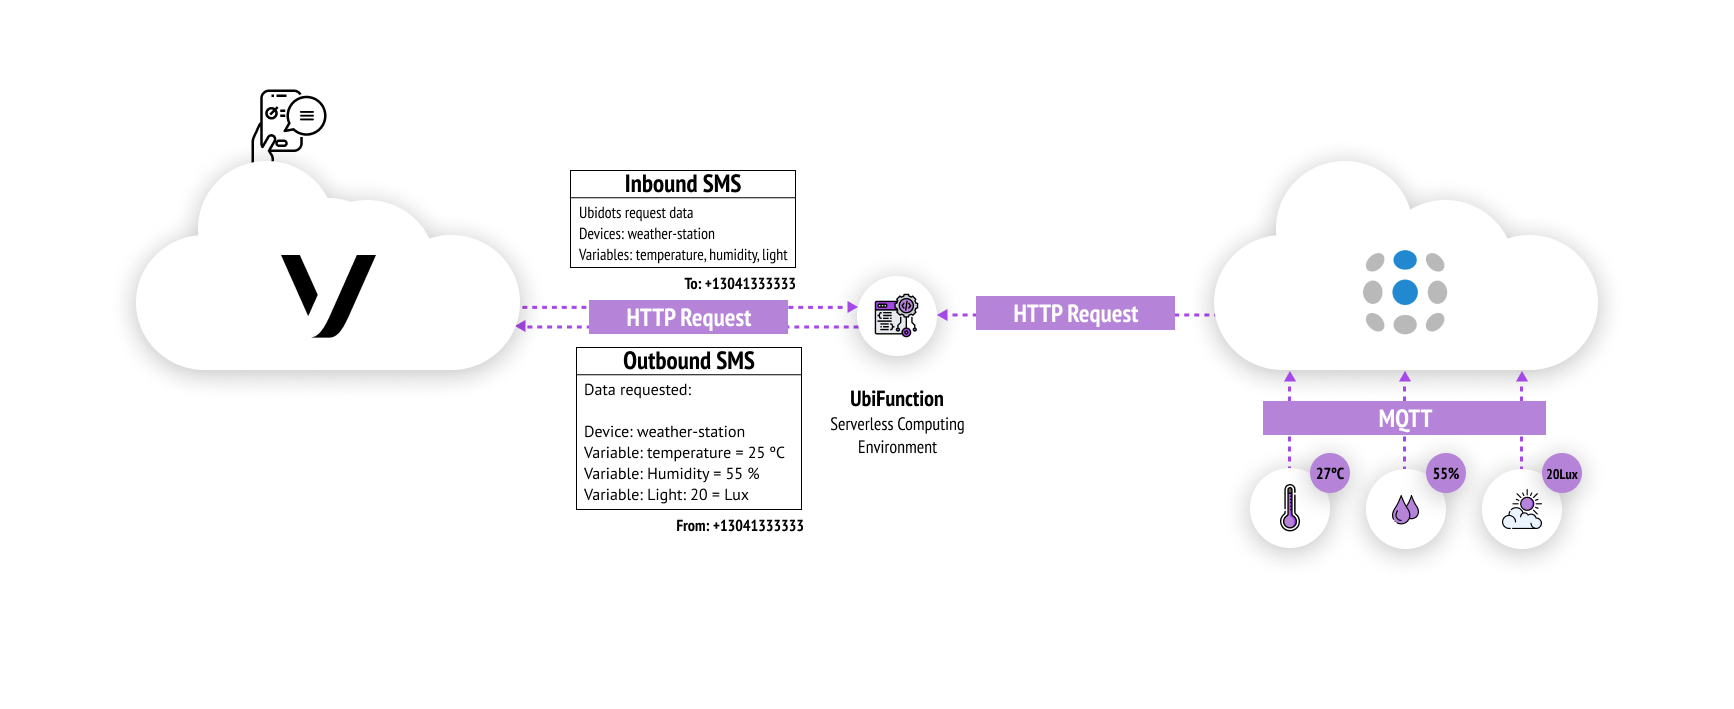 Inbound SMS
Ubidots request data
Devices: weather-station
Variables: temperature, humidity, light
To: +13041333333
HTTP Request
Outbound SMS
Data requested:
Device: weather-station
Variable: temperature = 25 ºC
Variable: Humidity = 55 %
Variable: Light: 20 = Lux
From: +13041333333
UbiFunction
Serverless Computing
Environment
HTTP Request
MQTT
27ºC
55%
20Lux